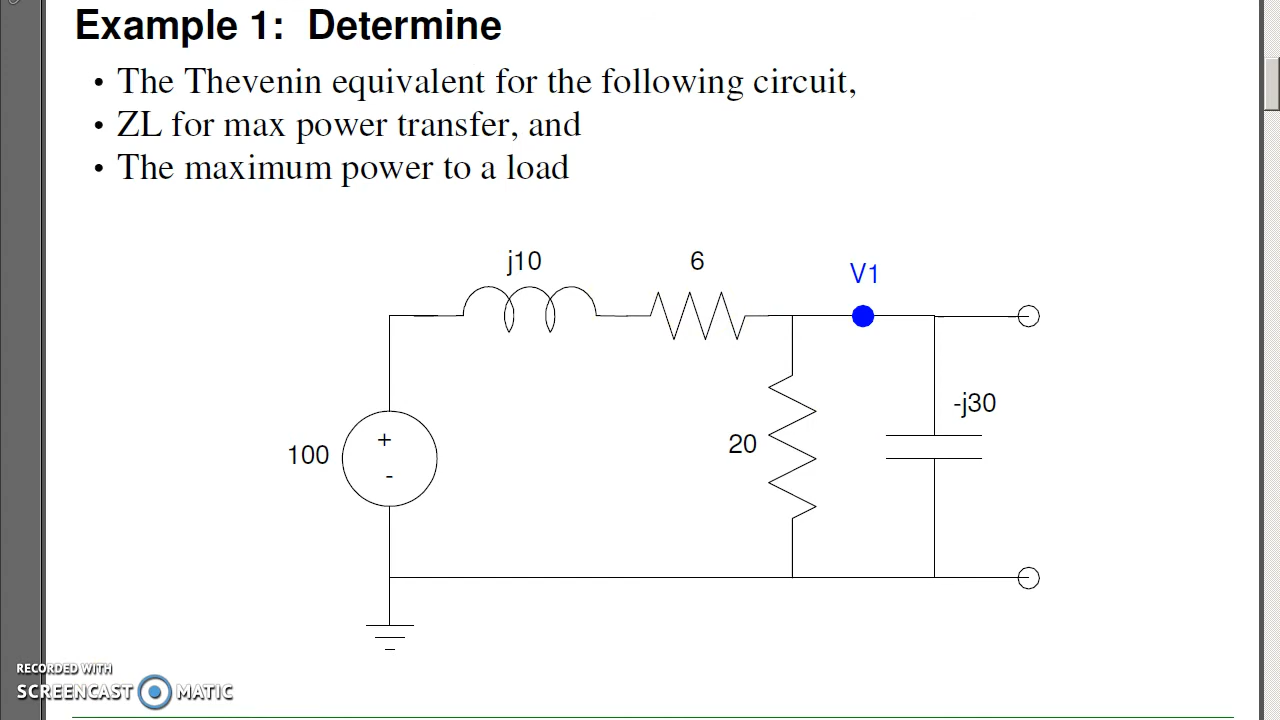 Example 1: Determine
• The Thevenin equivalent for the following circuit,
• ZL for max power transfer, and
• The maximum power to a load
j10
6
V1
-j30
+
20
100
-
RECORDED WITH
SCREENCAST MATIC